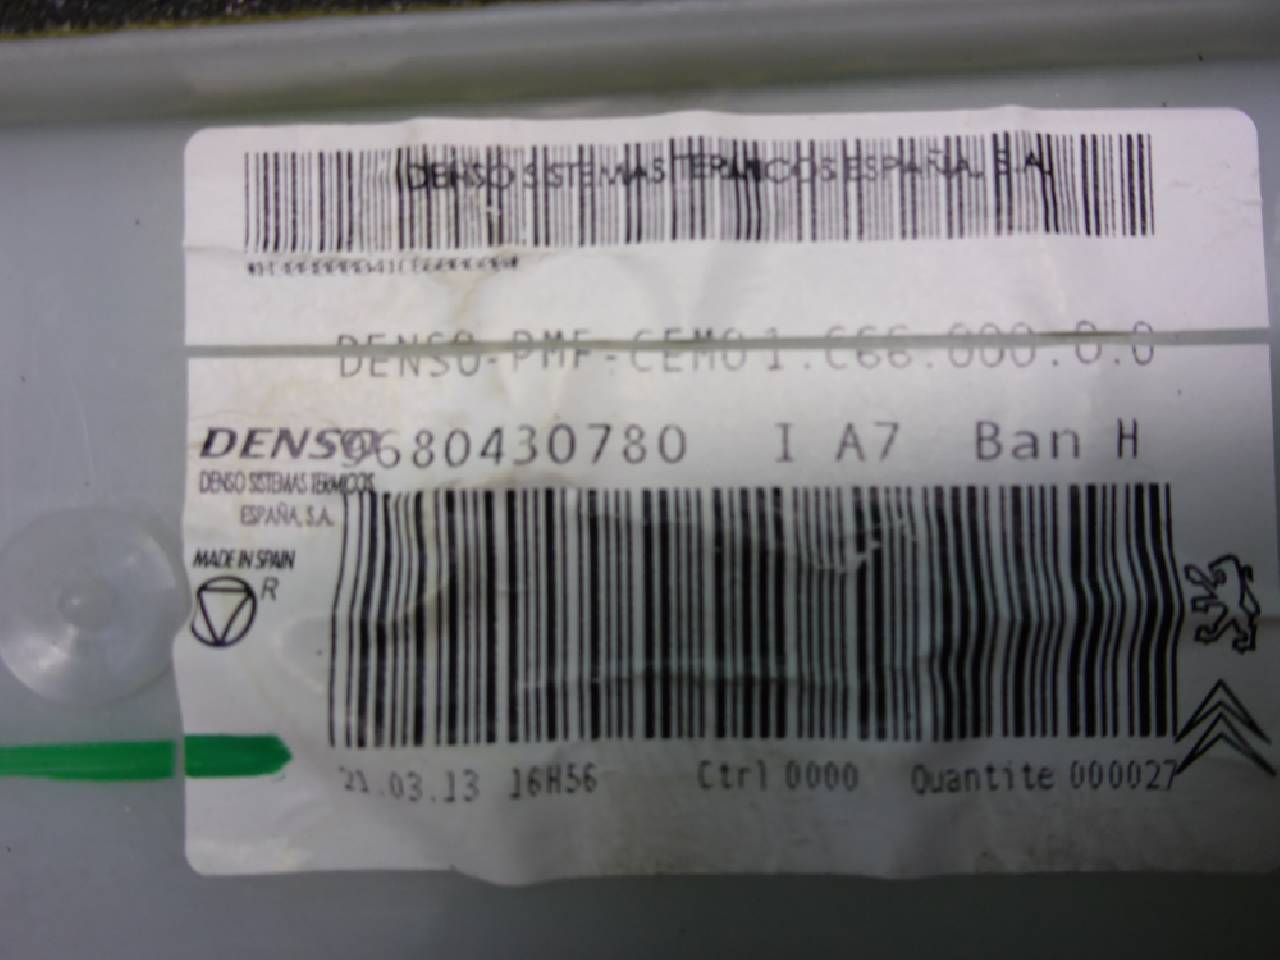 DENSO SISTEMAS TERMICOS ESPAÑA, S.A.
DENSO-PMF-CEM01.C66.000.0.0
DENSO
9680430780 I A7 Ban H
DENSO SISTEMAS TERMICOS
ESPAÑA, S.A.
MADE IN SPAIN
R
21.03.13 16H56 Ctrl 0000 Quantite 000027